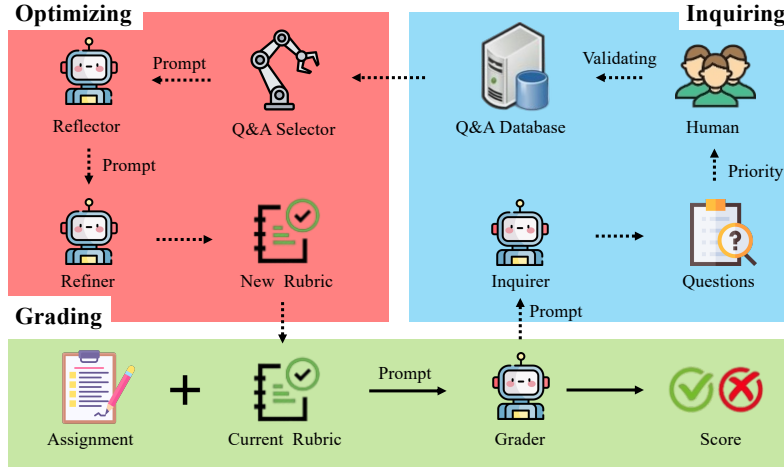 Optimizing
Inquiring
Prompt
Validating
Reflector
Q&A Selector
Q&A Database
Human
Prompt
Priority
?
Refiner
New Rubric
Inquirer
Questions
Grading
Prompt
Prompt
Assignment
Current Rubric
Grader
Score